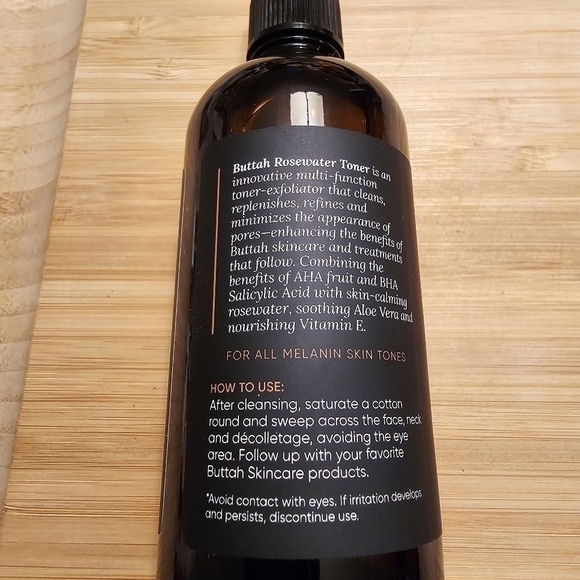 Buttah Rosewater Toner is an
innovative multi-function
toner-exfoliator that cleans,
replenishes, refines and
minimizes the appearance of
pores—enhancing the benefits of
Buttah skincare and treatments
that follow. Combining the
benefits of AHA fruit and BHA
Salicylic Acid with skin-calming
rosewater, soothing Aloe Vera and
nourishing Vitamin E.
FOR ALL MELANIN SKIN TONES
HOW TO USE:
After cleansing, saturate a cotton
round and sweep across the face, neck
and décolletage, avoiding the eye
area. Follow up with your favorite
Buttah Skincare products.
*Avoid contact with eyes. If irritation develops
and persists, discontinue use.